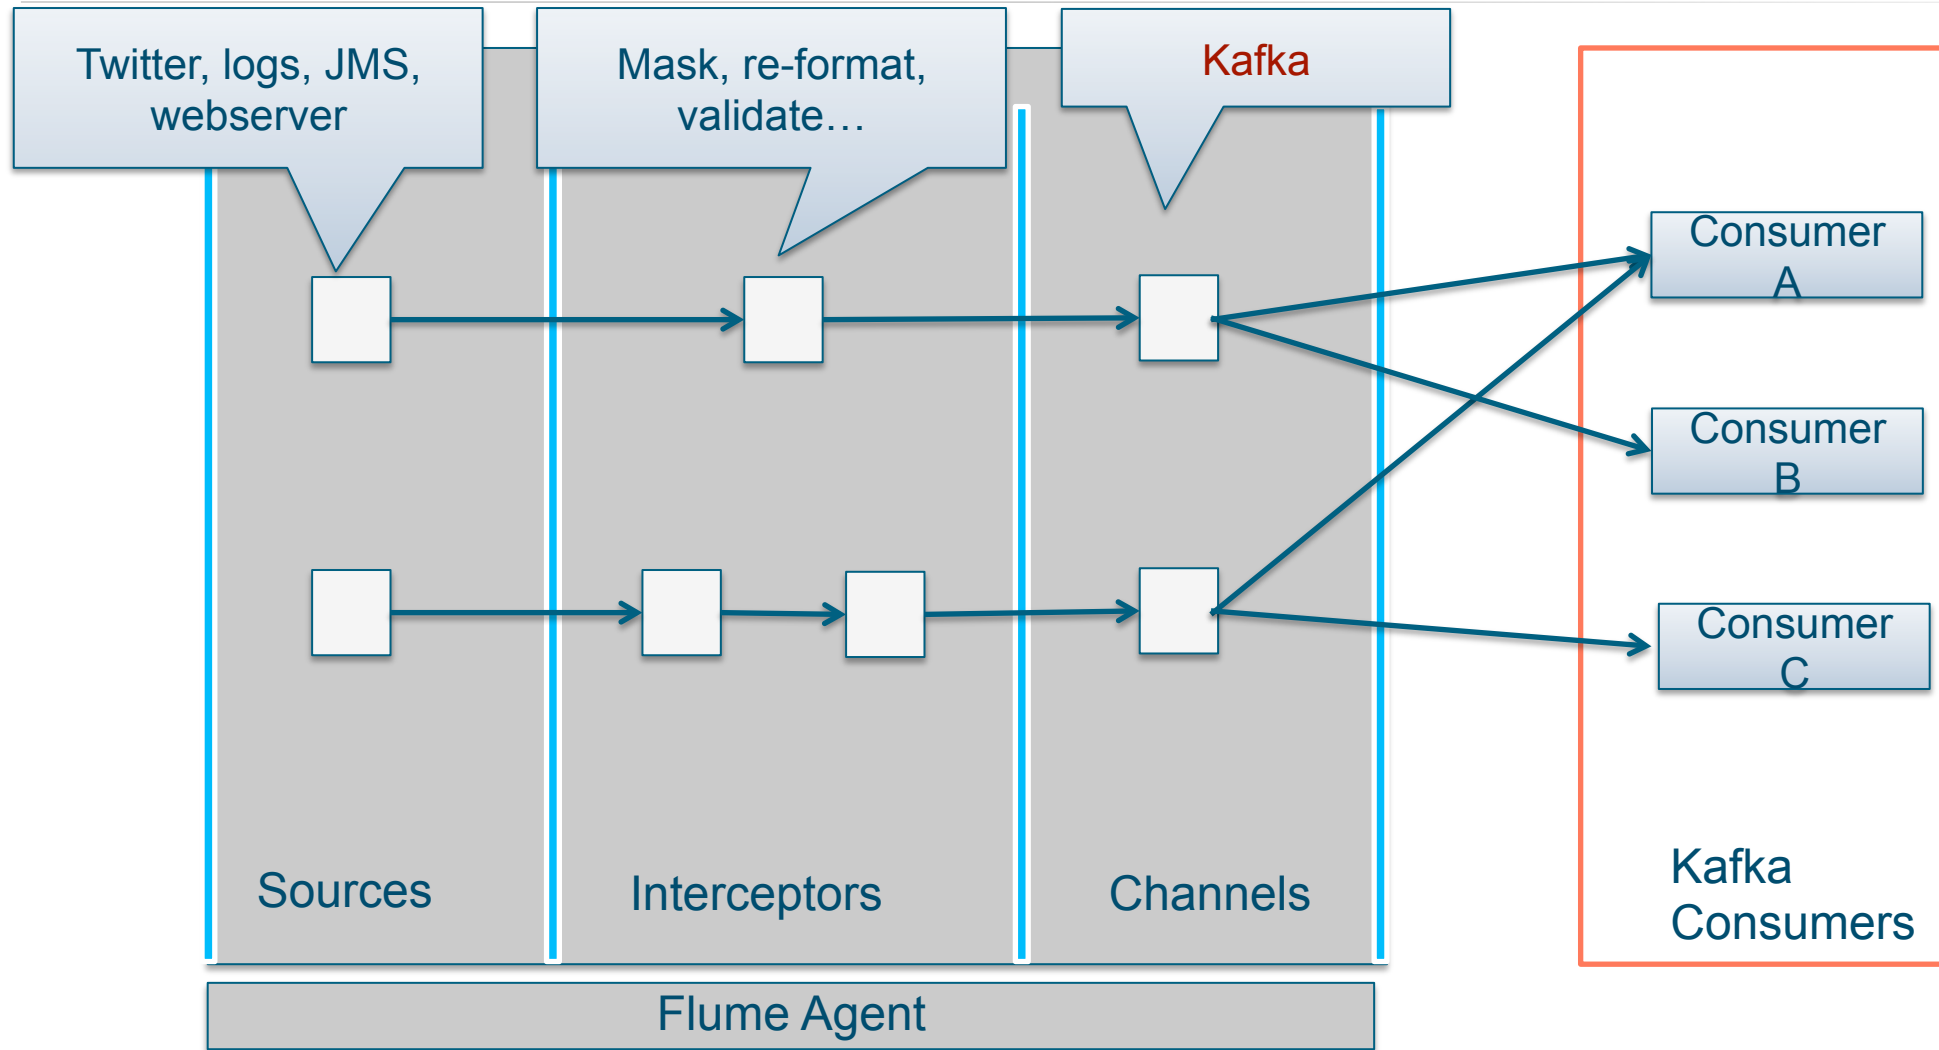 Twitter, logs, JMS,
webserver
Mask, re-format,
validate…
Kafka
Consumer
A
Consumer
B
Consumer
C
Sources
Interceptors
Channels
Kafka
Consumers
Flume Agent